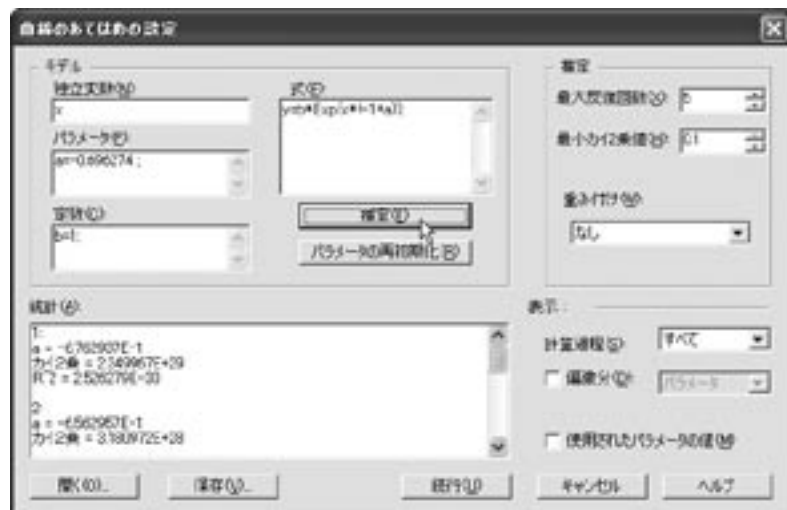 曲線のあてはめの設定
モデル
独立変数(N)
x
パラメータ(P)
a=-0.696274 ;
定数(C)
b=1;
式(E)
推定(I)
パラメータの再初期化(R)
推定
最大反復回数(X)
5
最小カイ2乗値(H)
0.1
重み付け(W)
なし
統計(A):
1:
a = -6.762937E-1
カイ2乗 = 2.349967E+29
R^2 = 2.526279E-30
2:
a = -6.562957E-1
カイ2乗 = 3.180972E+28
表示:
計算過程(S)
すべて
偏微分(D):
パラメータ
使用されたパラメータの値(M)
開く(O)...
保存(V)...
続行(U)
キャンセル
ヘルプ